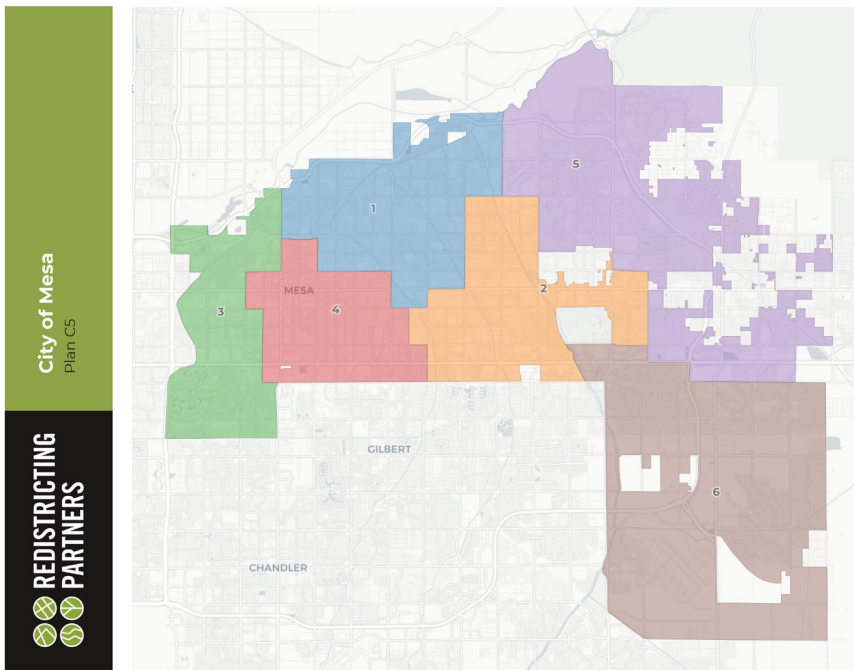 City of Mesa
Plan C5
REDISTRICTING
PARTNERS
5
1
MESA
2
3
4
GILBERT
6
CHANDLER